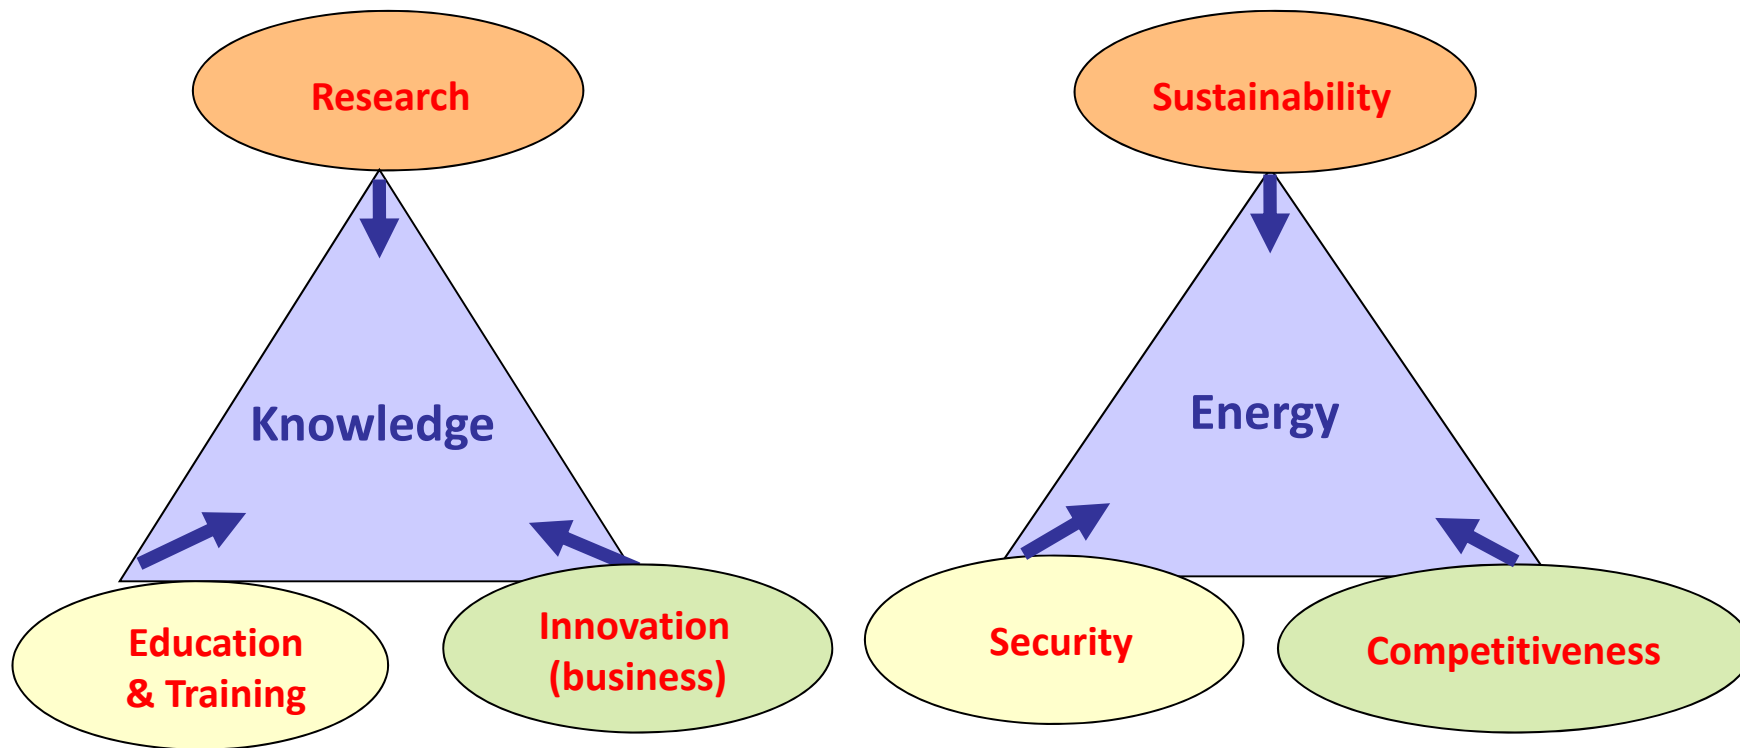 Research
Knowledge
Education
& Training
Innovation
(business)
Sustainability
Energy
Security
Competitiveness